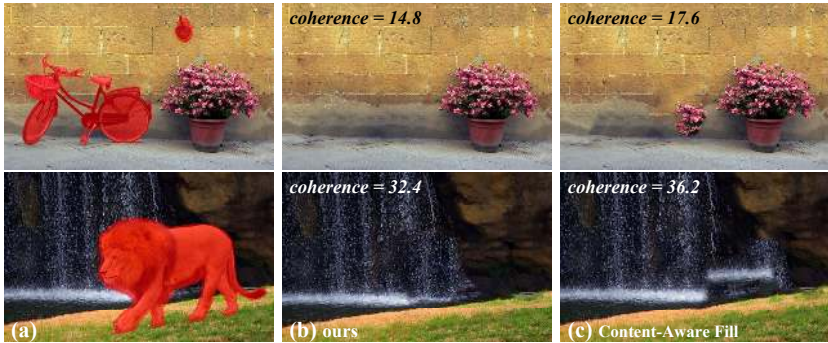 coherence = 14.8
coherence = 17.6
coherence = 32.4
coherence = 36.2
(a)
(b) ours
(c) Content-Aware Fill